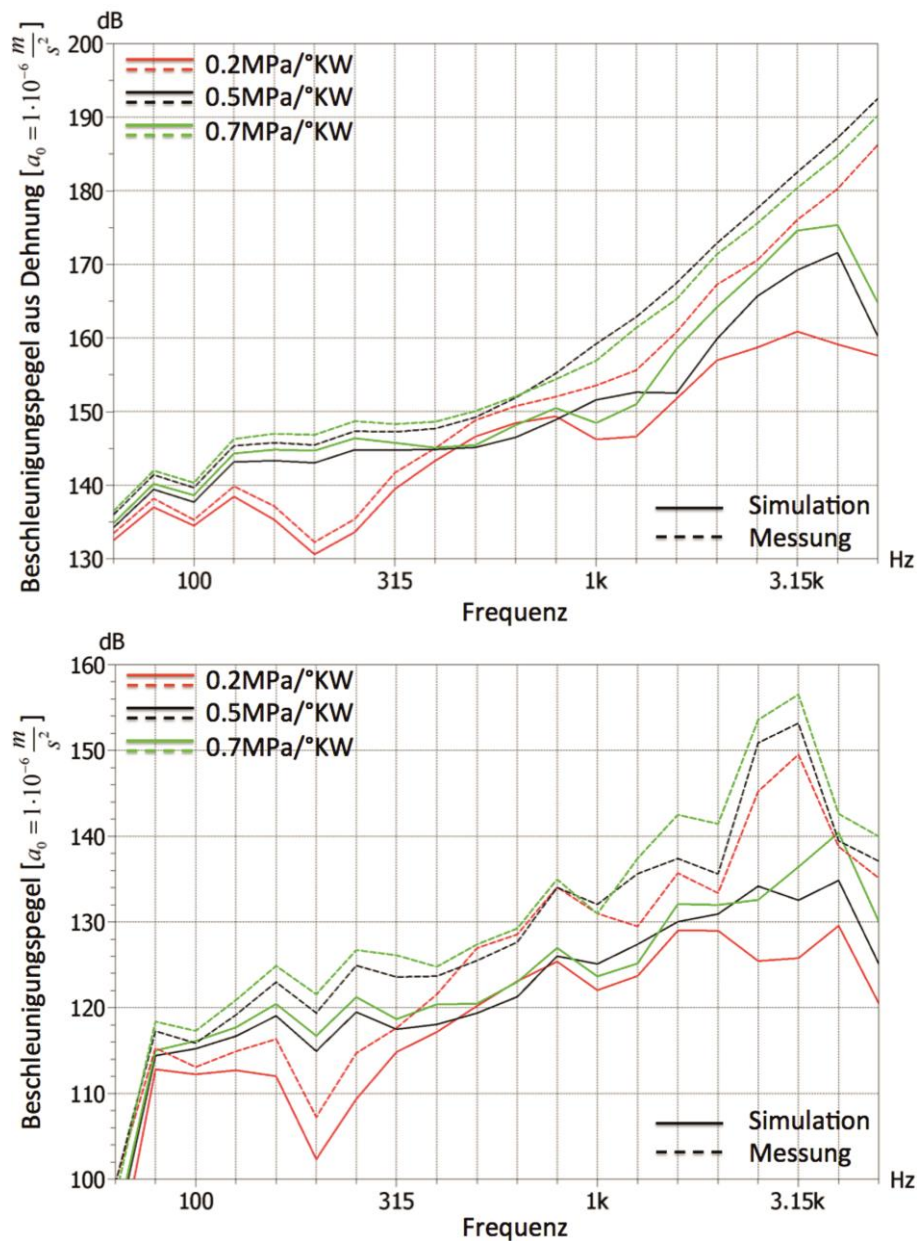 dB
Beschleunigungspegel aus Dehnung [a₀ = 1·10⁻⁶ m/s²]
200
190
180
170
160
150
140
130
0.2MPa/°KW
0.5MPa/°KW
0.7MPa/°KW
Simulation
Messung
100
315
1k
3.15k
Hz
Frequenz
dB
Beschleunigungspegel [a₀ = 1·10⁻⁶ m/s²]
160
150
140
130
120
110
100
0.2MPa/°KW
0.5MPa/°KW
0.7MPa/°KW
Simulation
Messung
100
315
1k
3.15k
Hz
Frequenz